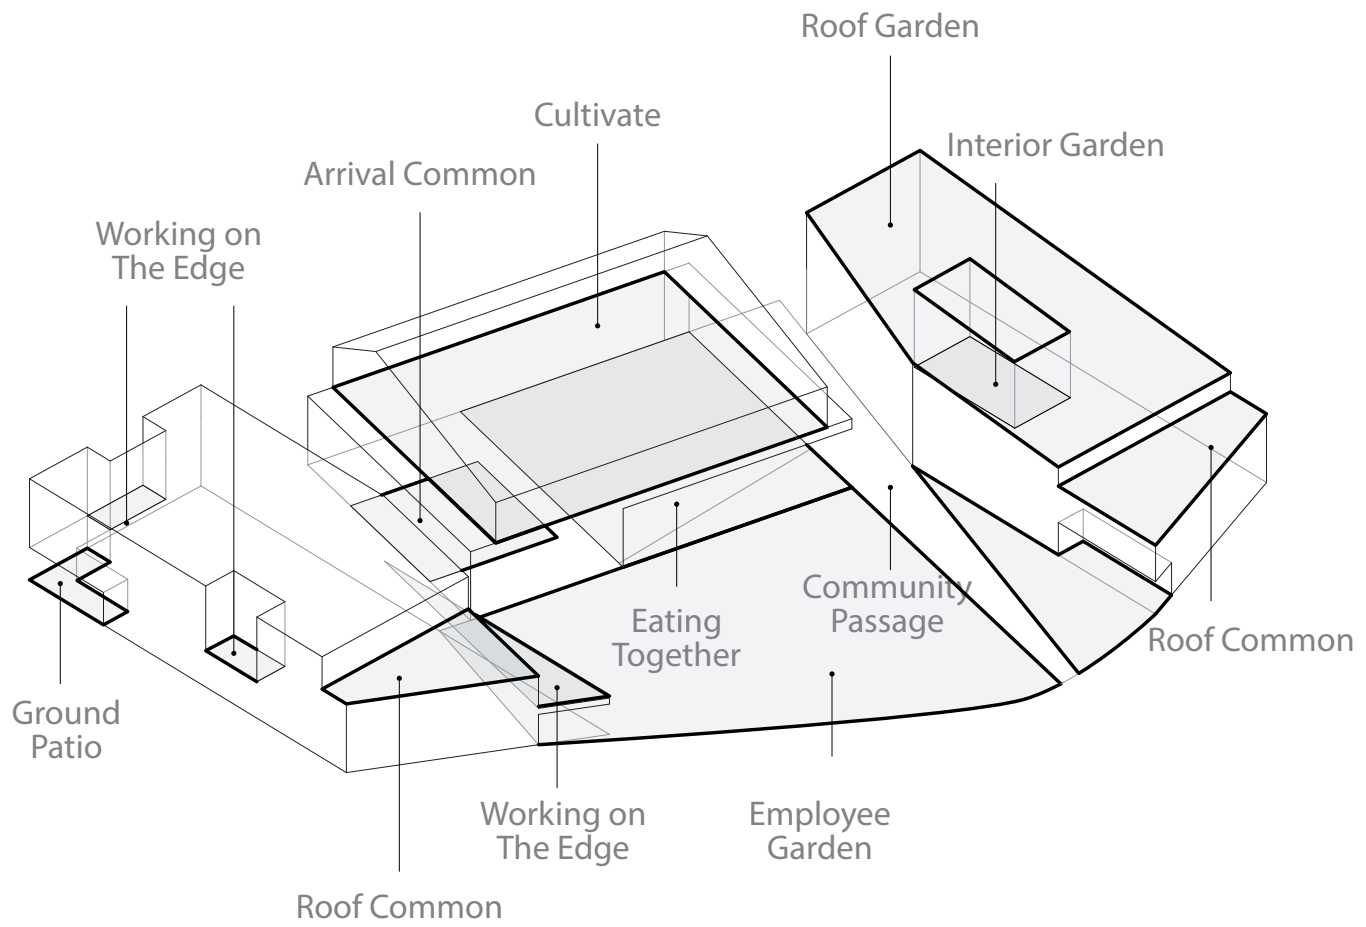 Roof Garden
Cultivate
Interior Garden
Arrival Common
Working on
The Edge
Community
Passage
Eating
Together
Roof Common
Ground
Patio
Working on
The Edge
Employee
Garden
Roof Common